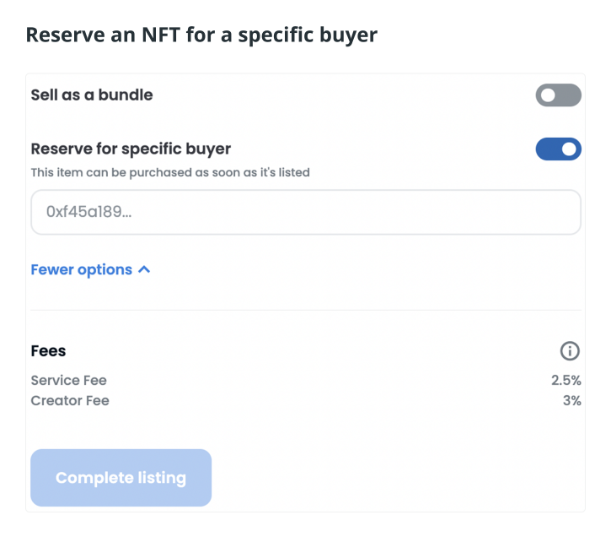 Reserve an NFT for a specific buyer
Sell as a bundle
Reserve for specific buyer
This item can be purchased as soon as it's listed
0xf45a189...
Fewer options
Fees
Service Fee 2.5%
Creator Fee 3%
Complete listing